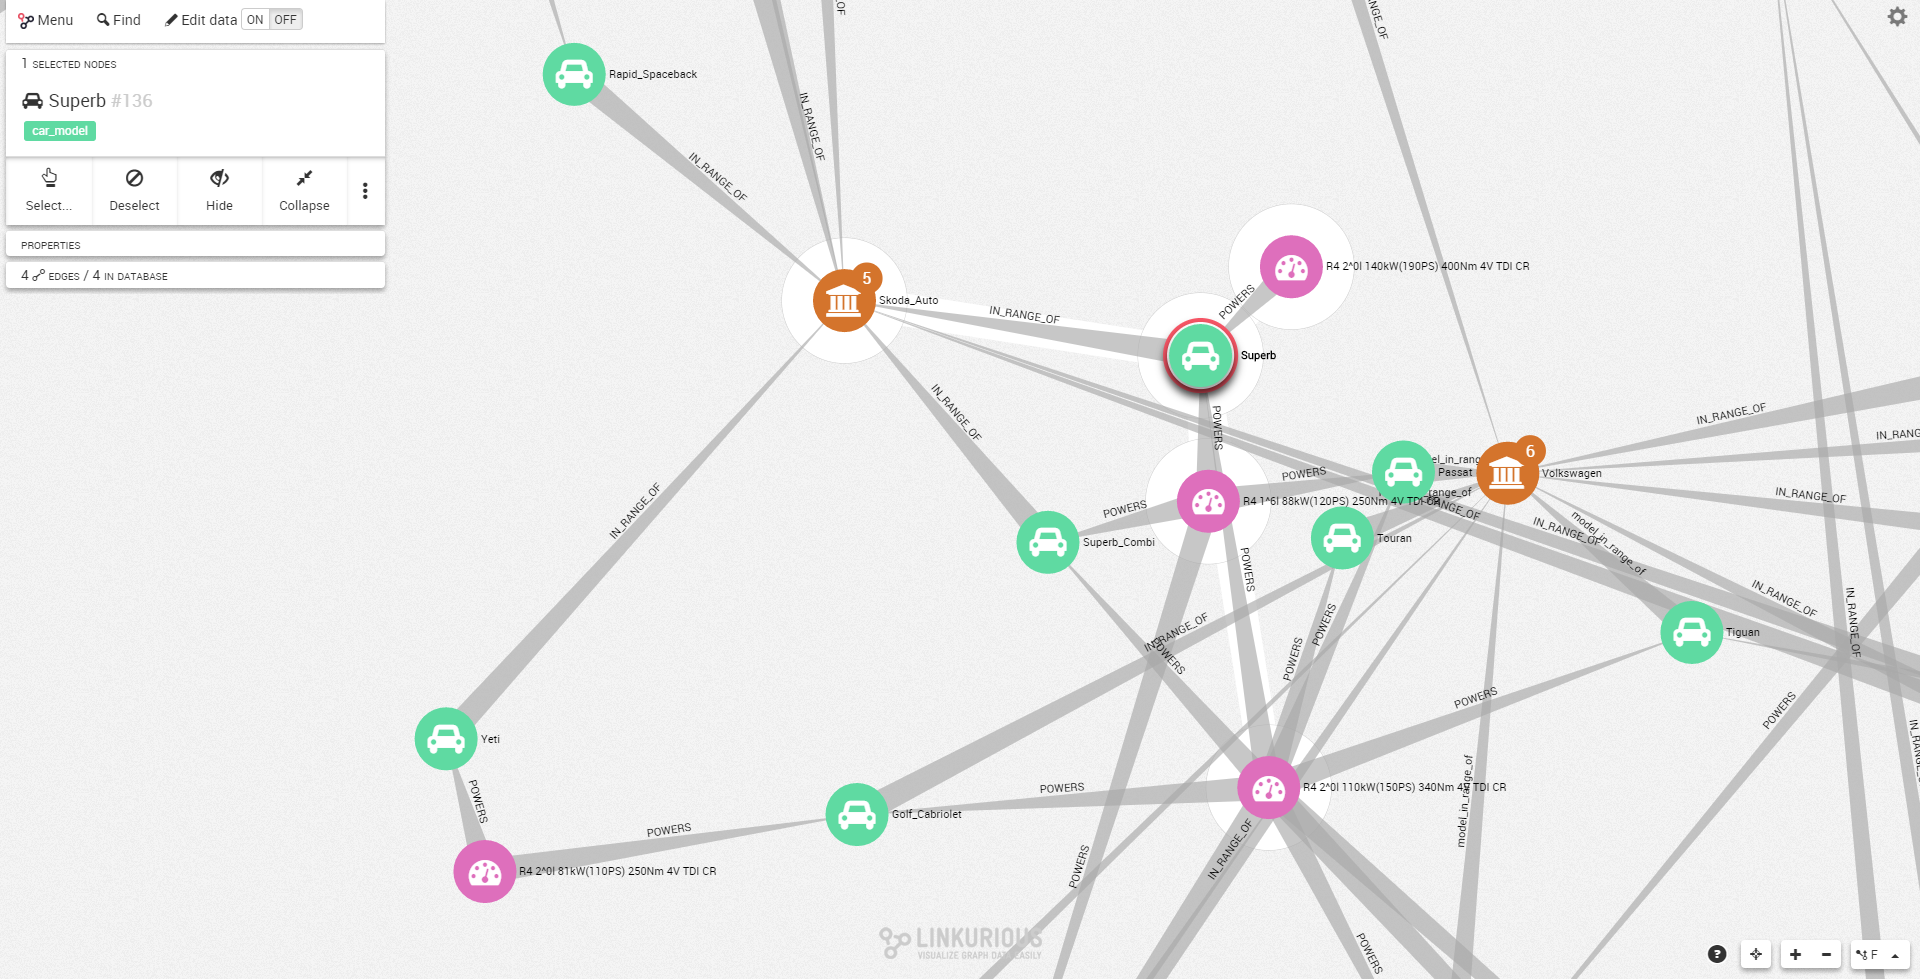 Menu
Find
Edit data ON OFF
1 SELECTED NODES
Superb #136
car_model
Select...
Deselect
Hide
Collapse
PROPERTIES
4 EDGES / 4 IN DATABASE
Rapid_Spaceback
IN_RANGE_OF
IN_RANGE_OF
5
Skoda_Auto
IN_RANGE_OF
POWERS
R4 2^0l 140kW(190PS) 400Nm 4V TDI CR
Superb
IN_RANGE_OF
POWERS
IN_RANGE_OF
IN_RANGE
6
Passat
Volkswagen
POWERS
R4 1^6l 88kW(120PS) 250Nm 4V TDI CR
POWERS
IN_RANGE_OF
IN_RANGE_OF
IN_RANGE_OF
model_in_range_of
Superb_Combi
Touran
POWERS
IN_RANGE_OF
IN_RANGE_OF
Tiguan
IN_RANGE_OF
POWERS
POWERS
POWERS
POWERS
POWERS
Yeti
POWERS
POWERS
Golf_Cabriolet
POWERS
R4 2^0l 110kW(150PS) 340Nm 4V TDI CR
model_in_range_of
POWERS
R4 2^0l 81kW(110PS) 250Nm 4V TDI CR
POWERS
IN_RANGE_OF
POWERS
LINKURIOUS
VISUALIZE GRAPH DATA EASILY
? + − F